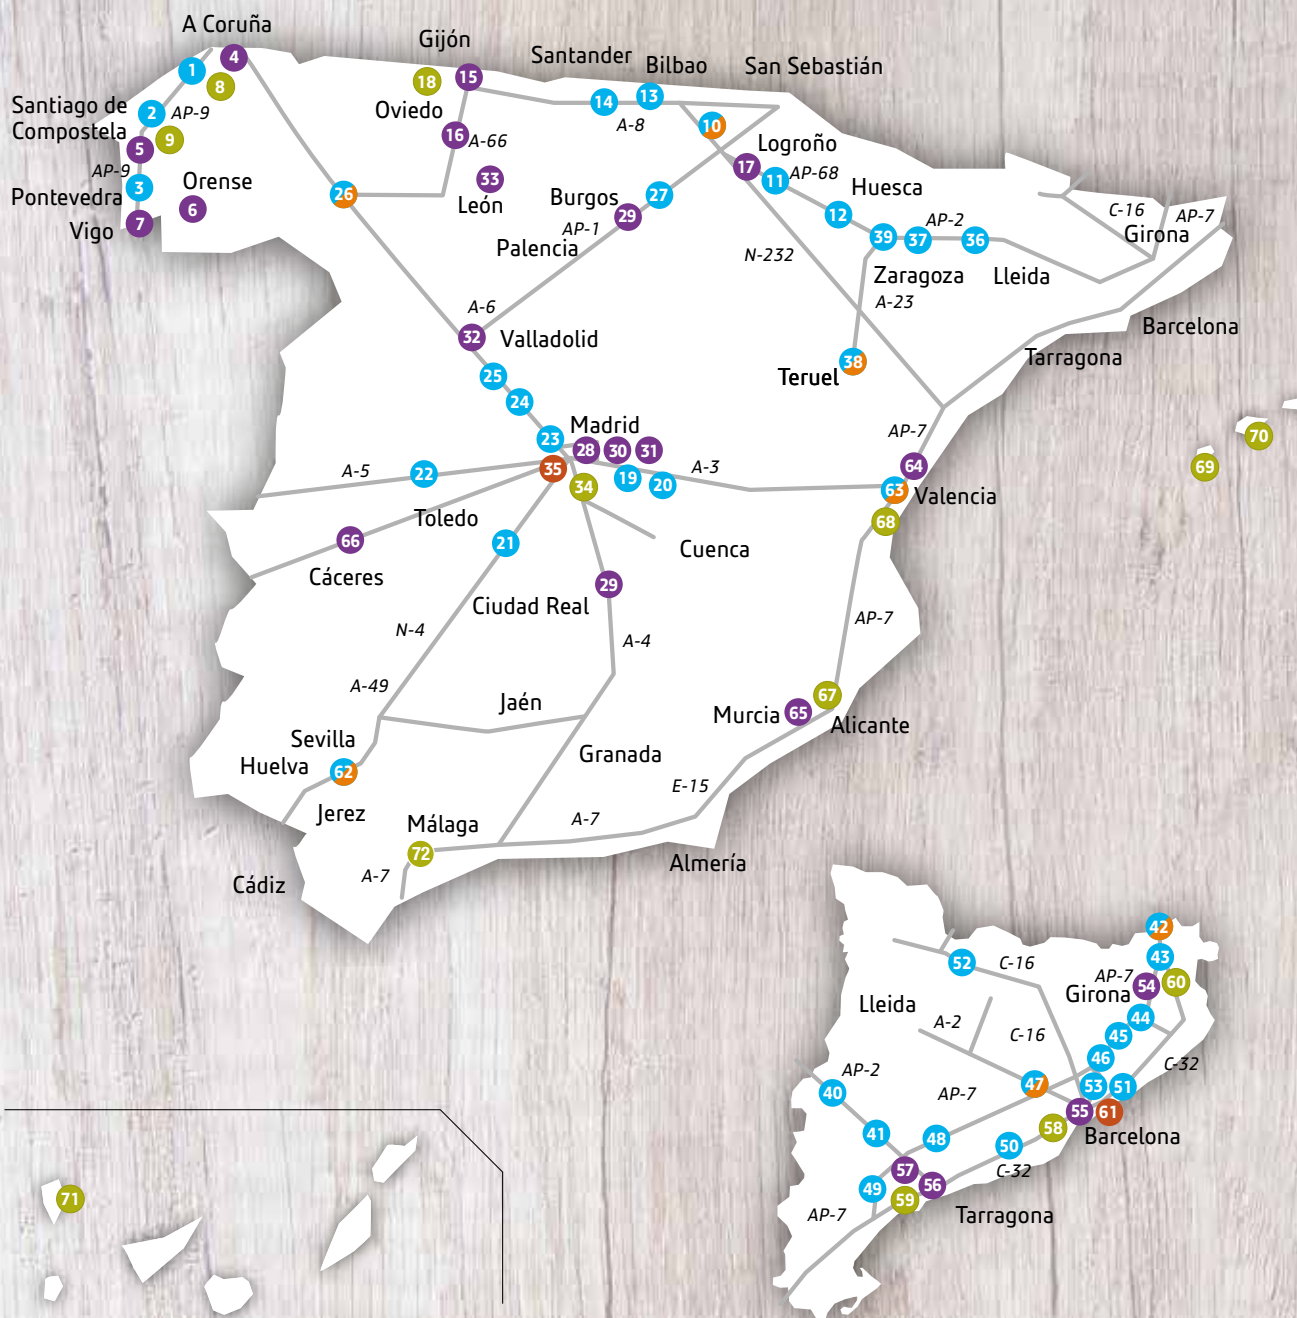 A Coruña
Gijón
Santander
Bilbao
San Sebastián
4
1
8
18
15
Santiago de
Compostela
2
AP-9
9
5
Oviedo
16
A-66
14
13
A-8
10
Logroño
17
11
AP-68
AP-9
Pontevedra
3
Orense
6
Vigo
7
26
33
León
Burgos
27
29
AP-1
Palencia
Huesca
12
39
37
AP-2
36
Zaragoza
Lleida
C-16
AP-7
Girona
N-232
A-23
A-6
32
Valladolid
Barcelona
Tarragona
38
Teruel
25
24
23
Madrid
28
30
31
35
34
19
20
A-3
A-5
22
AP-7
64
63
Valencia
68
70
69
Toledo
21
66
Cáceres
Cuenca
29
Ciudad Real
N-4
A-4
AP-7
A-49
Jaén
67
Murcia
65
Alicante
Sevilla
Huelva
62
Granada
E-15
Jerez
Málaga
A-7
72
A-7
Cádiz
Almería
42
52
C-16
43
AP-7
54
60
Girona
Lleida
A-2
C-16
44
45
46
C-32
AP-2
40
AP-7
47
53
51
55
61
Barcelona
41
48
50
58
C-32
57
56
49
59
AP-7
Tarragona
71